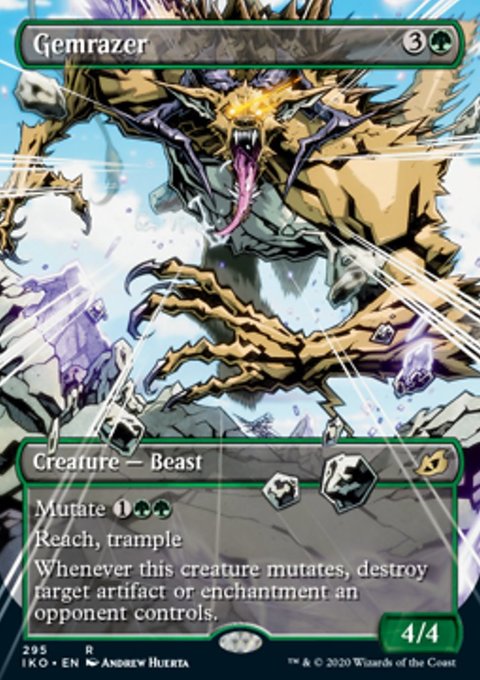 Gemrazer 3
Creature — Beast
Mutate 1
Reach, trample
Whenever this creature mutates, destroy
target artifact or enchantment an
opponent controls.
4/4
295 R
IKO • EN Andrew Huerta
™ & © 2020 Wizards of the Coast